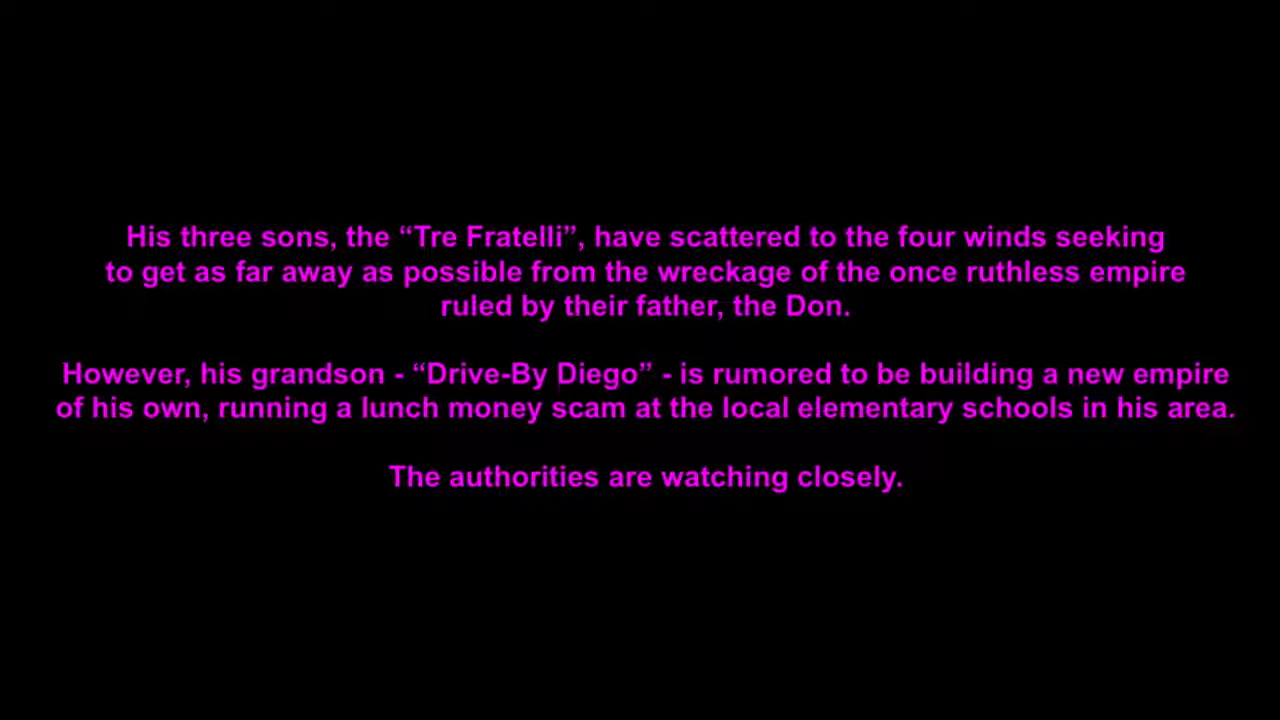 His three sons, the “Tre Fratelli”, have scattered to the four winds seeking
to get as far away as possible from the wreckage of the once ruthless empire
ruled by their father, the Don.
However, his grandson - “Drive-By Diego” - is rumored to be building a new empire
of his own, running a lunch money scam at the local elementary schools in his area.
The authorities are watching closely.